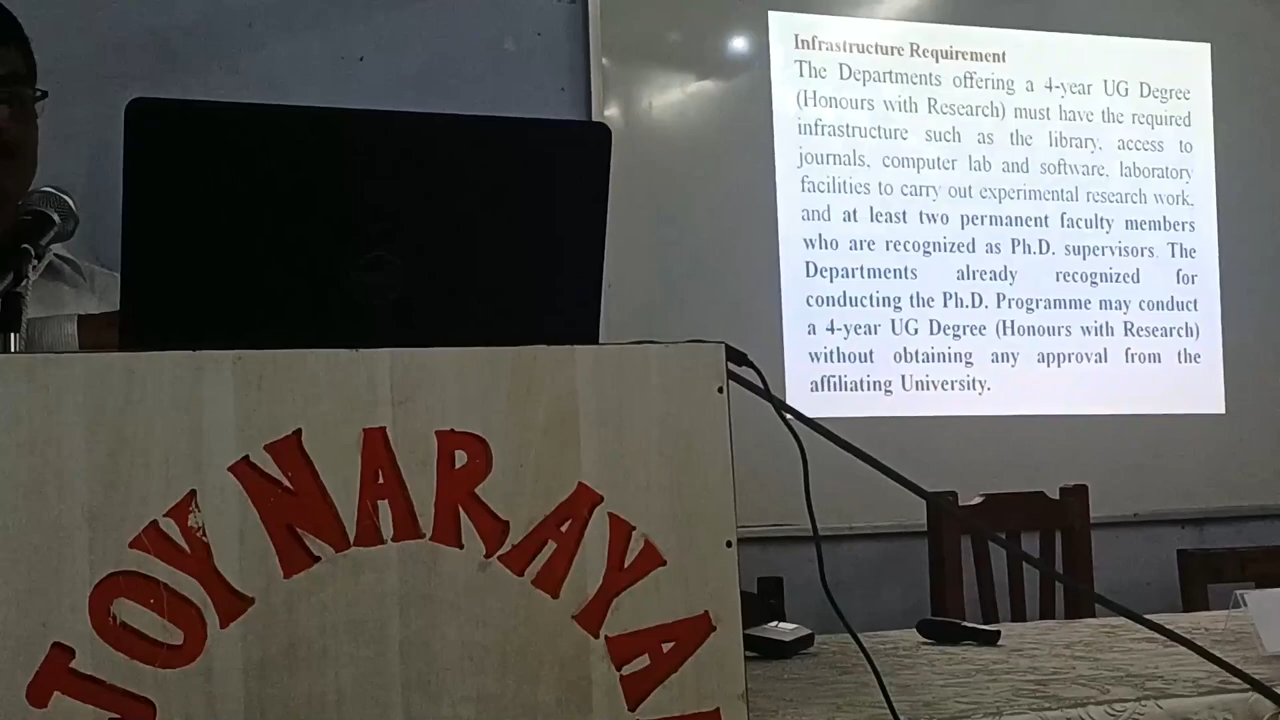 Infrastructure Requirement
The Departments offering a 4-year UG Degree
(Honours with Research) must have the required
infrastructure such as the library, access to
journals, computer lab and software, laboratory
facilities to carry out experimental research work,
and at least two permanent faculty members
who are recognized as Ph.D. supervisors. The
Departments already recognized for
conducting the Ph.D. Programme may conduct
a 4-year UG Degree (Honours with Research)
without obtaining any approval from the
affiliating University.
JOYNARAYA